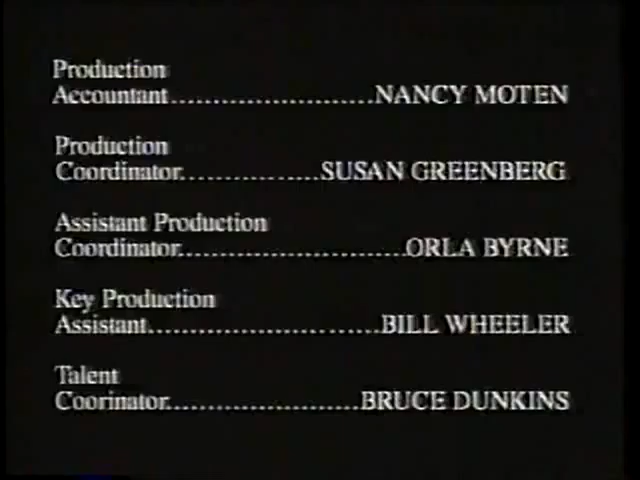 Production
Accountant........................NANCY MOTEN
Production
Coordinator.................SUSAN GREENBERG
Assistant Production
Coordinator...........................ORLA BYRNE
Key Production
Assistant............................BILL WHEELER
Talent
Coorinator.......................BRUCE DUNKINS